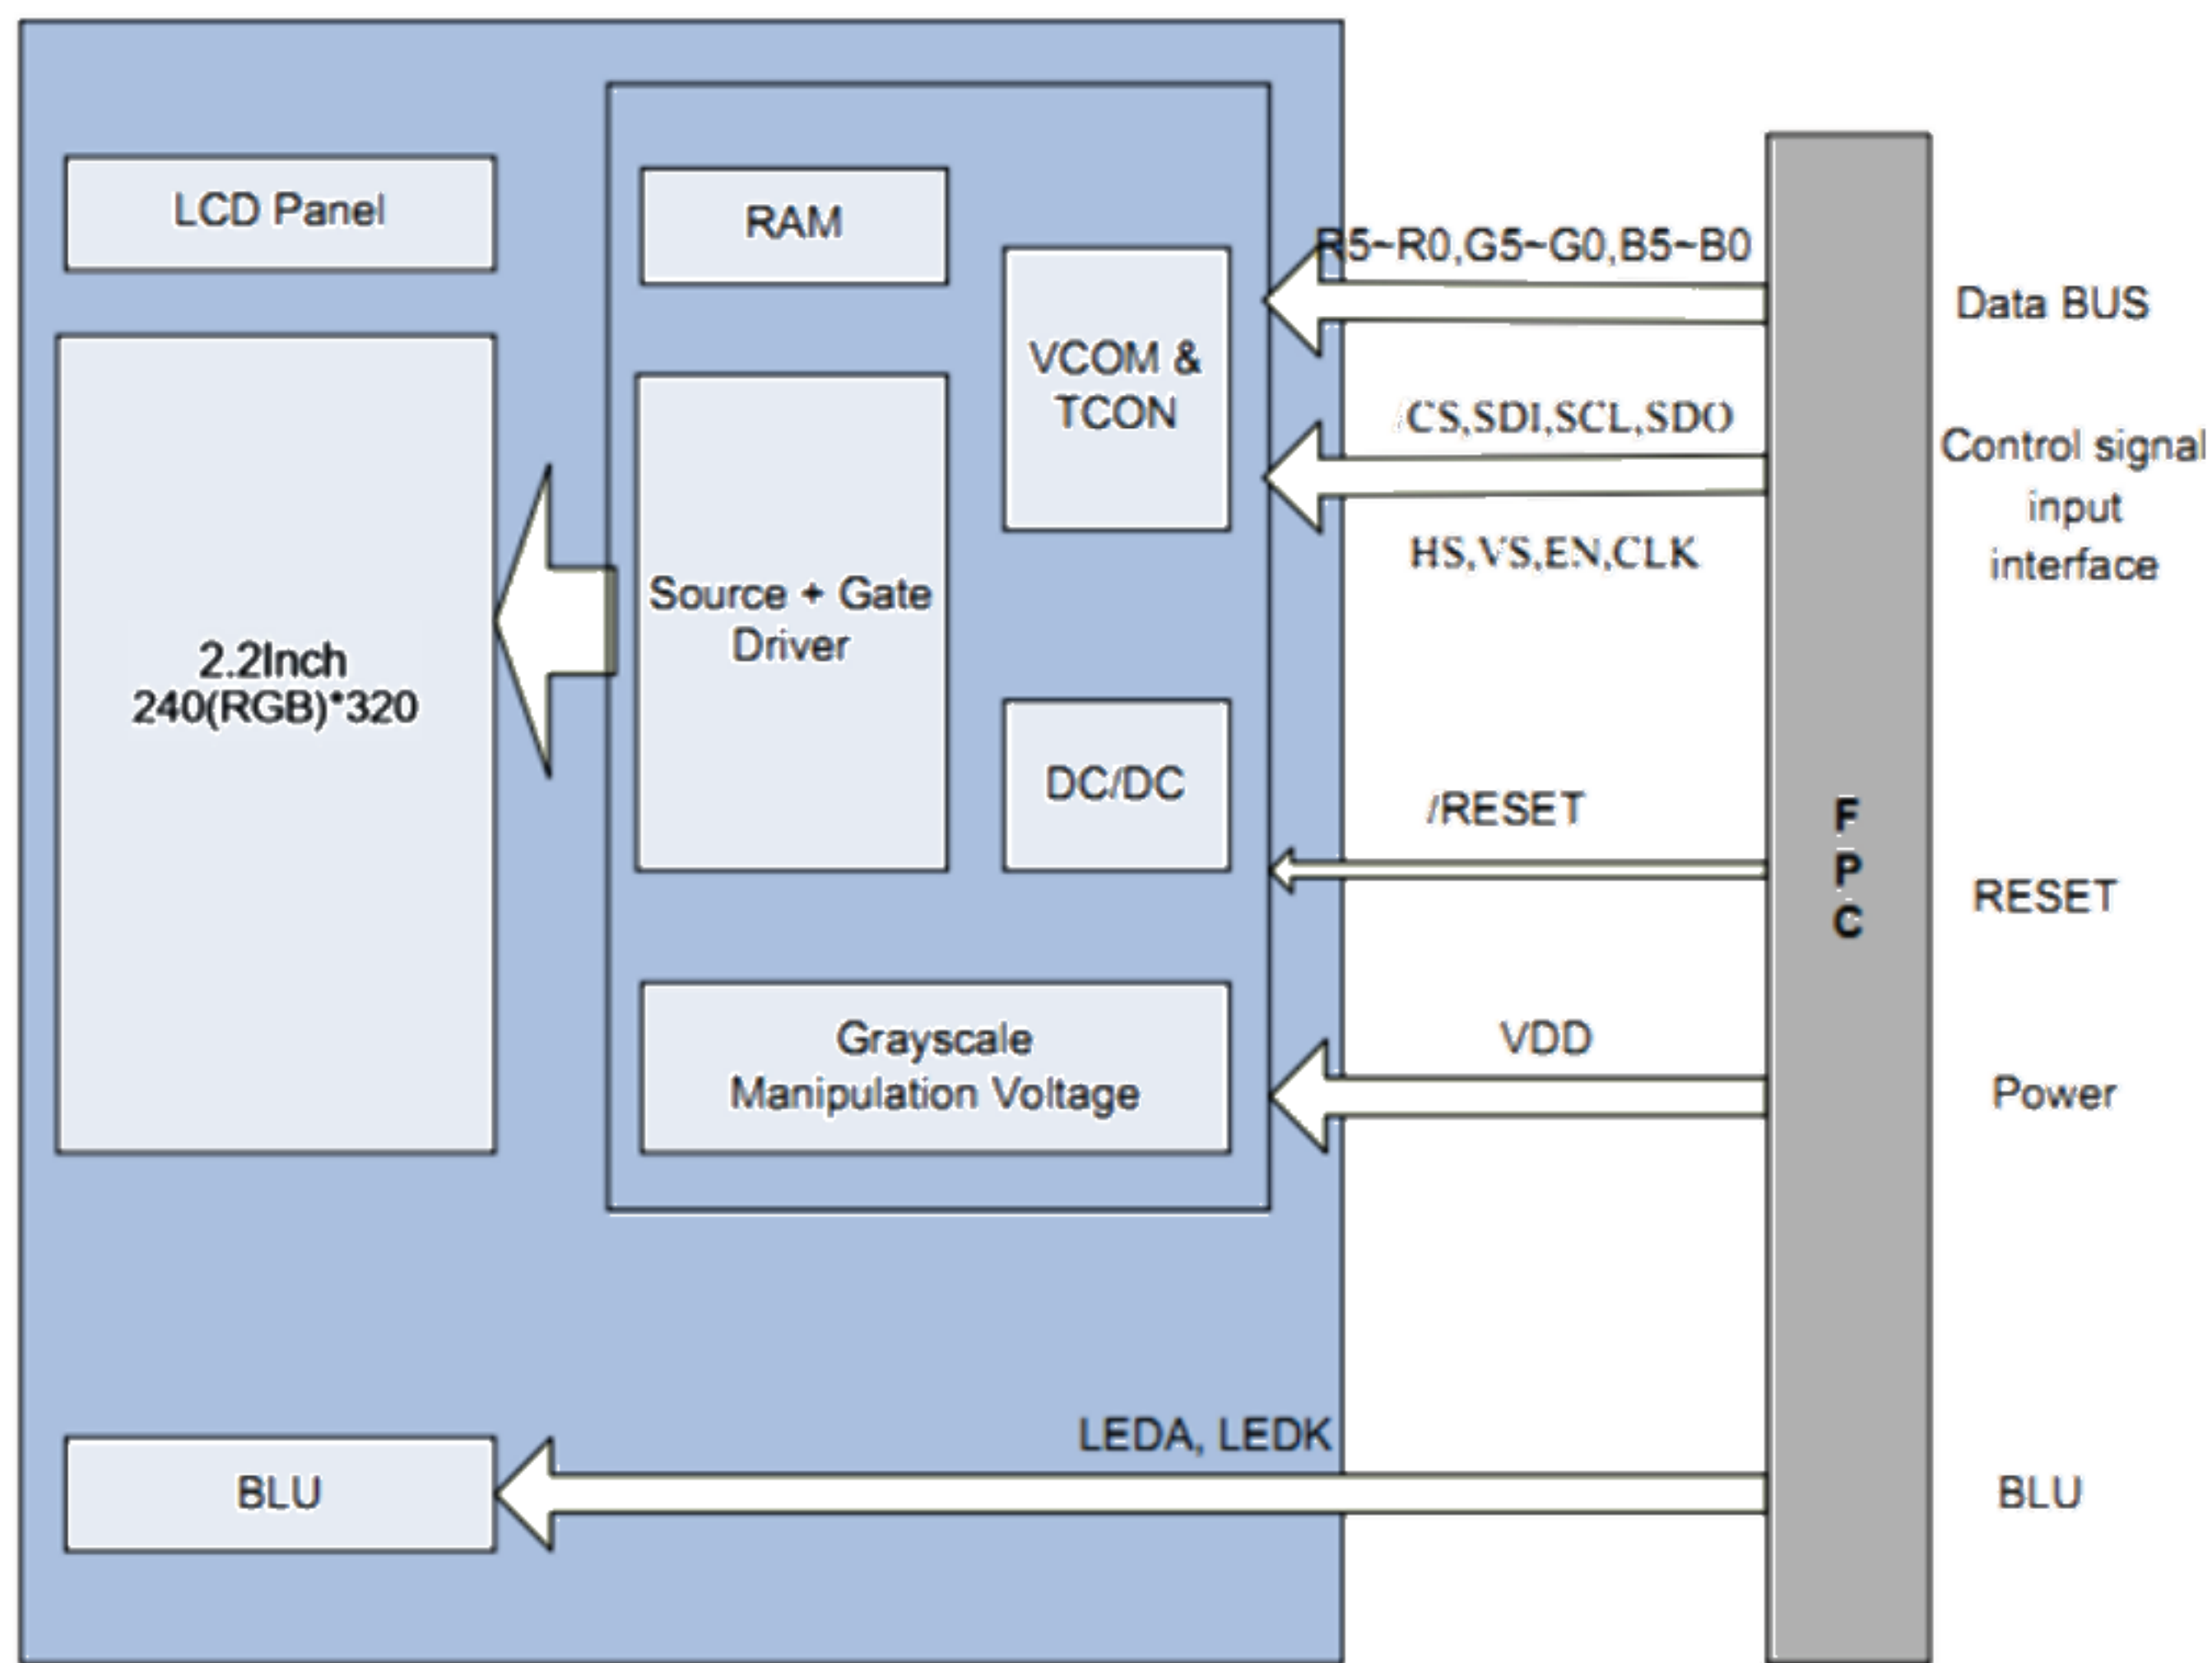 LCD Panel
RAM
R5~R0,G5~G0,B5~B0
Data BUS
VCOM &
TCON
/CS,SDI,SCL,SDO
Control signal
input
interface
HS,VS,EN,CLK
Source + Gate
Driver
2.2Inch
240(RGB)*320
DC/DC
/RESET
F
P
C
RESET
Grayscale
Manipulation Voltage
VDD
Power
LEDA, LEDK
BLU
BLU